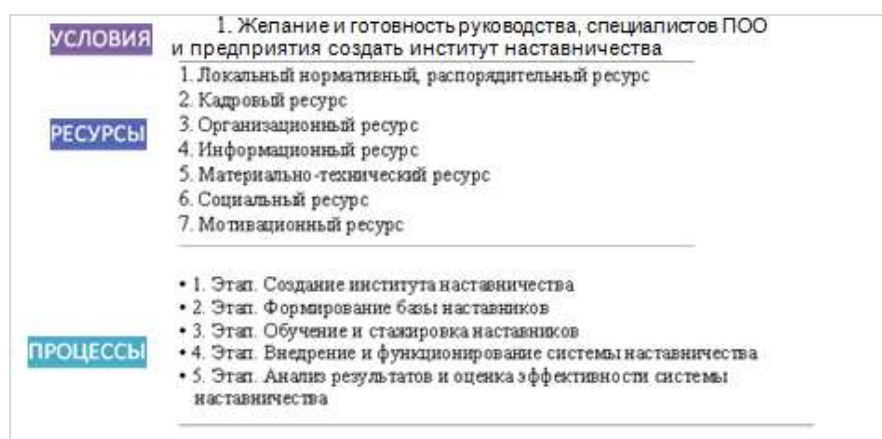 УСЛОВИЯ
1. Желание и готовность руководства, специалистов ПОО
и предприятия создать институт наставничества
РЕСУРСЫ
1. Локальный нормативный, распорядительный ресурс
2. Кадровый ресурс
3. Организационный ресурс
4. Информационный ресурс
5. Материально-технический ресурс
6. Социальный ресурс
7. Мотивационный ресурс
ПРОЦЕССЫ
• 1. Этап. Создание института наставничества
• 2. Этап. Формирование базы наставников
• 3. Этап. Обучение и стажировка наставников
• 4. Этап. Внедрение и функционирование системы наставничества
• 5. Этап. Анализ результатов и оценка эффективности системы
наставничества